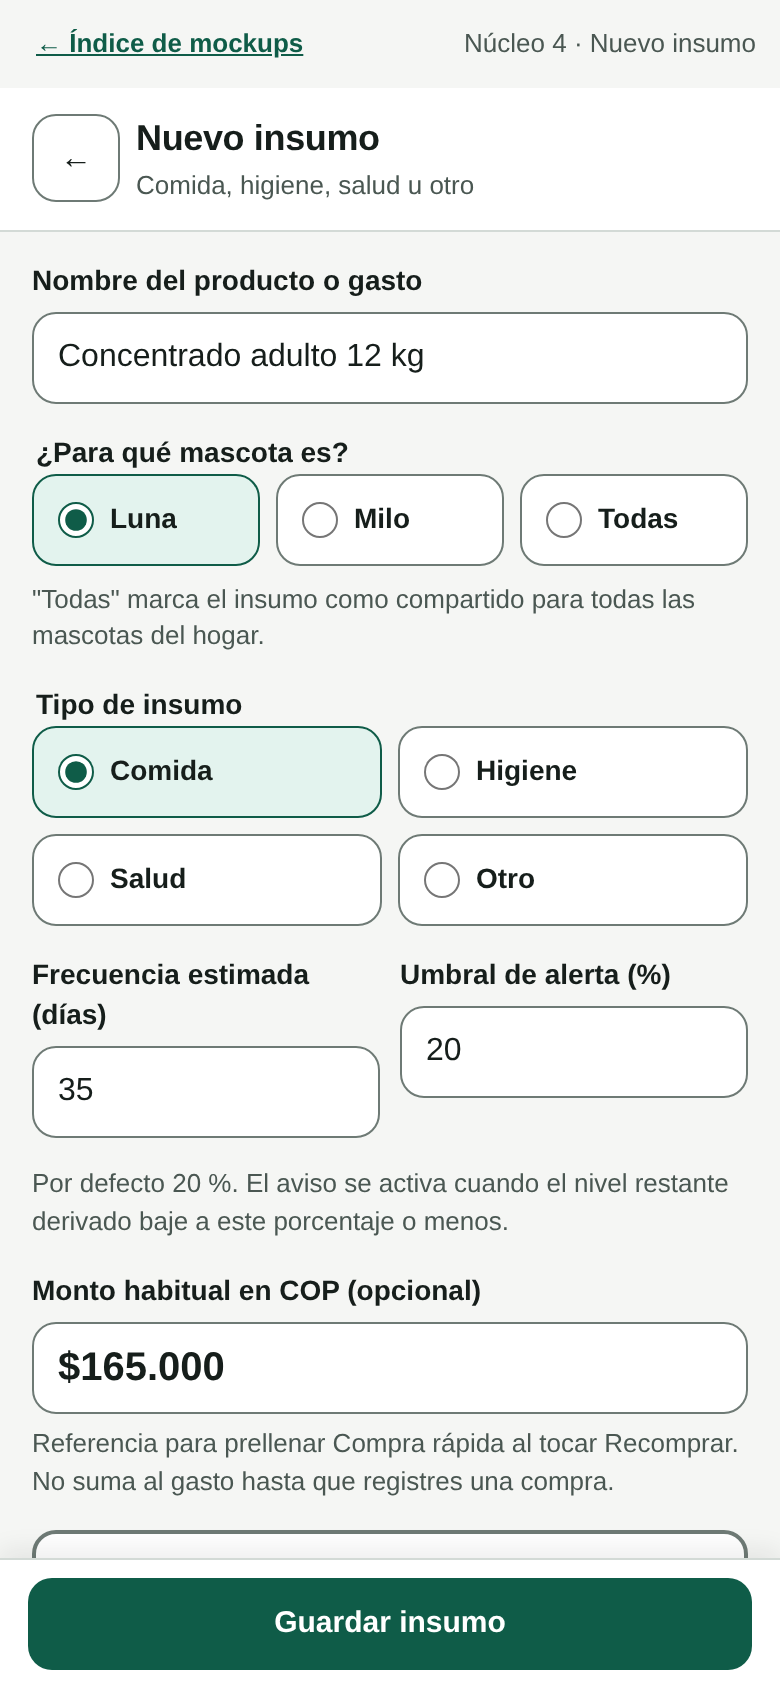 ← Índice de mockups
Núcleo 4 · Nuevo insumo
←
Nuevo insumo
Comida, higiene, salud u otro
Nombre del producto o gasto
Concentrado adulto 12 kg
¿Para qué mascota es?
Luna
Milo
Todas
"Todas" marca el insumo como compartido para todas las
mascotas del hogar.
Tipo de insumo
Comida
Higiene
Salud
Otro
Frecuencia estimada
(días)
35
Umbral de alerta (%)
20
Por defecto 20 %. El aviso se activa cuando el nivel restante
derivado baje a este porcentaje o menos.
Monto habitual en COP (opcional)
$165.000
Referencia para prellenar Compra rápida al tocar Recomprar.
No suma al gasto hasta que registres una compra.
Guardar insumo